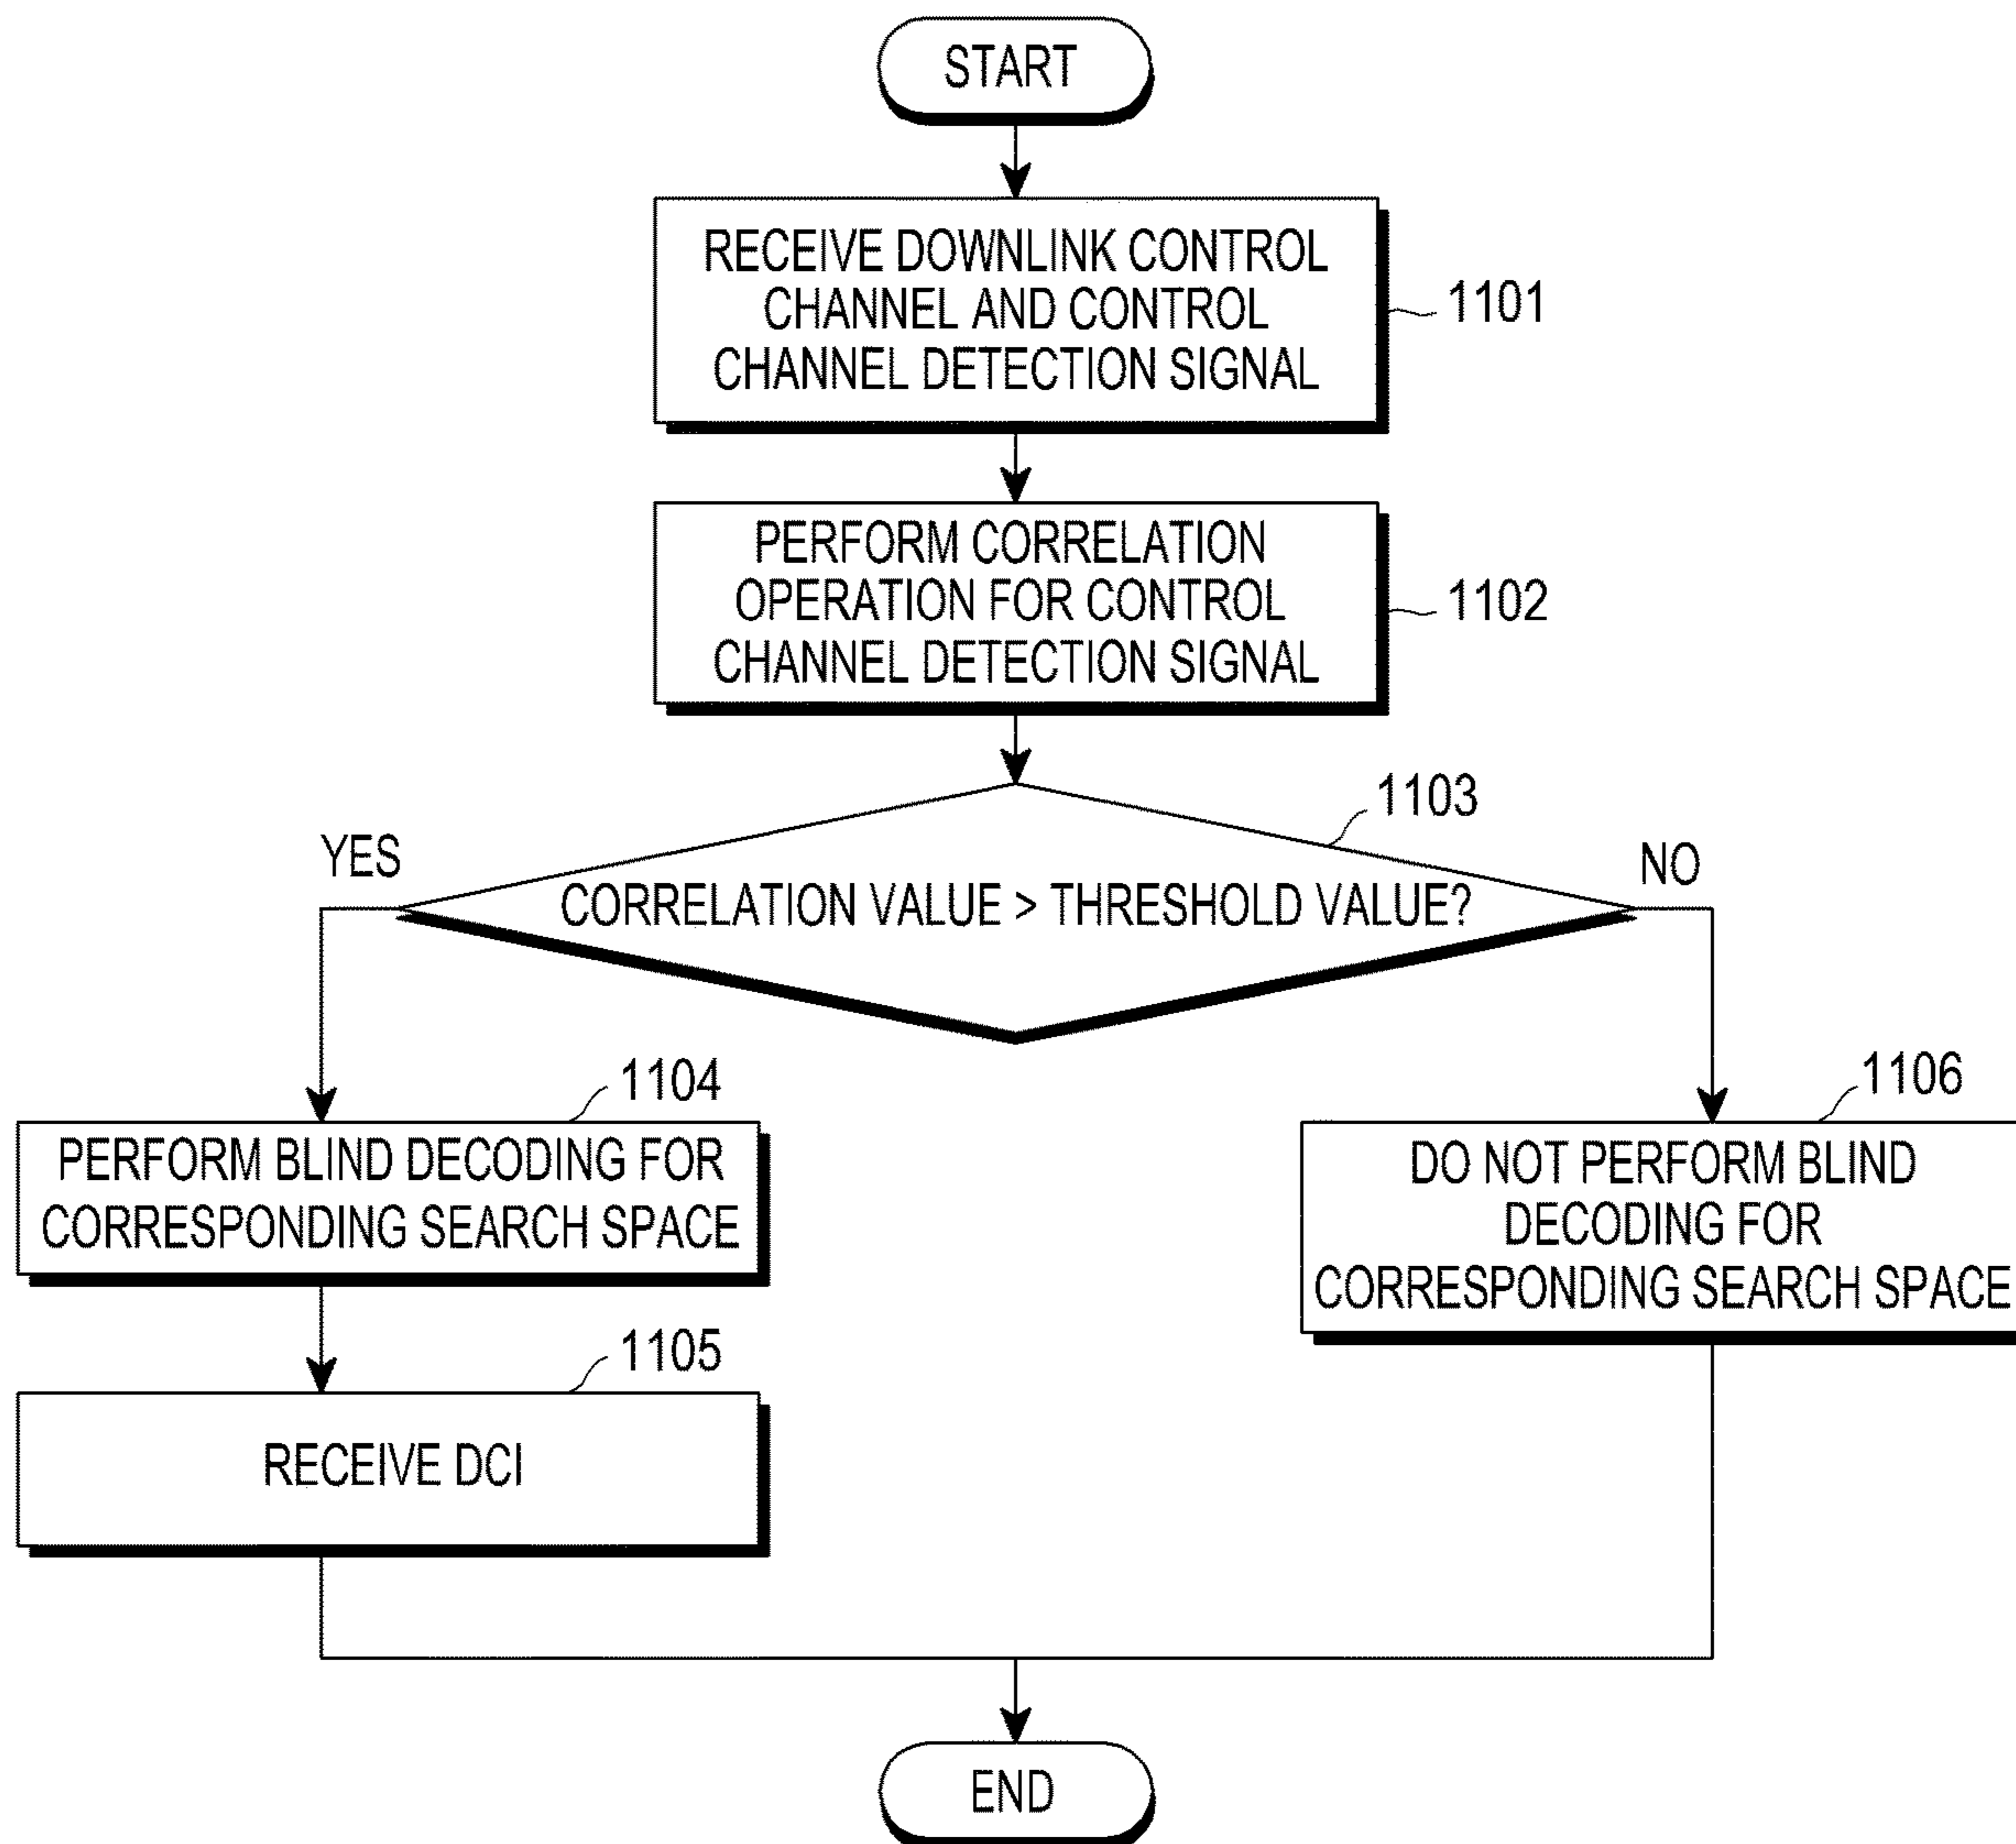 START
RECEIVE DOWNLINK CONTROL
CHANNEL AND CONTROL
CHANNEL DETECTION SIGNAL
1101
PERFORM CORRELATION
OPERATION FOR CONTROL
CHANNEL DETECTION SIGNAL
1102
1103
YES
NO
CORRELATION VALUE > THRESHOLD VALUE?
1104
PERFORM BLIND DECODING FOR
CORRESPONDING SEARCH SPACE
1105
RECEIVE DCI
1106
DO NOT PERFORM BLIND
DECODING FOR
CORRESPONDING SEARCH SPACE
END